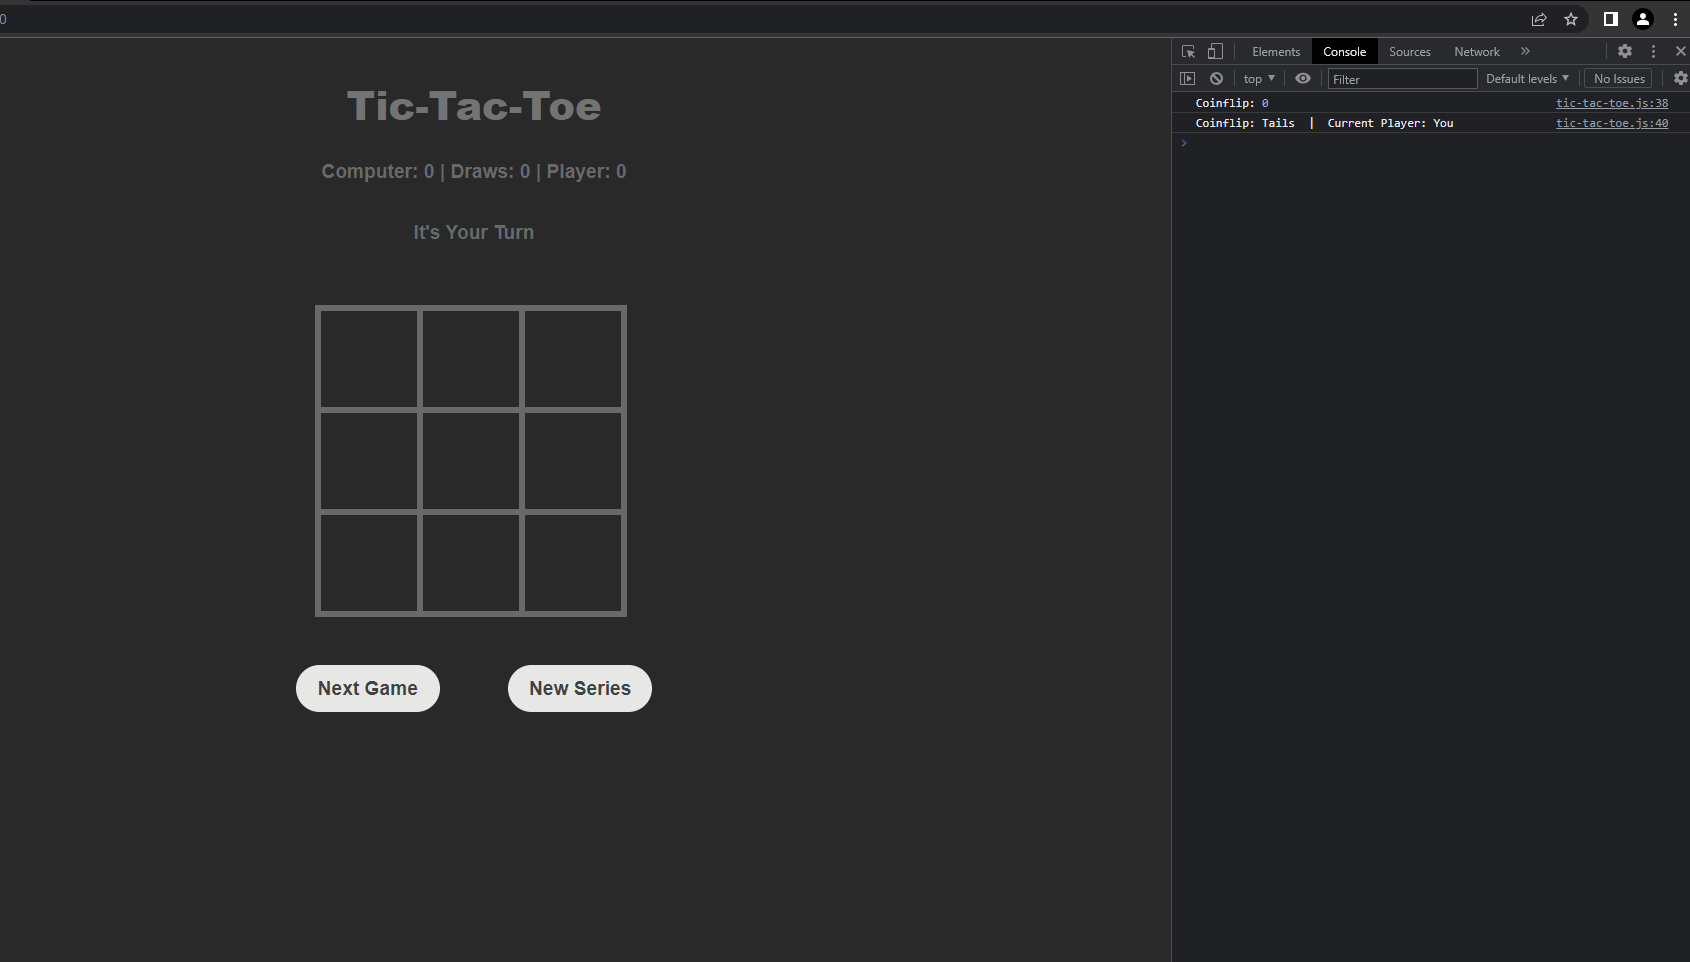 0
Tic-Tac-Toe
Computer: 0 | Draws: 0 | Player: 0
It's Your Turn
Next Game
New Series
Elements Console Sources Network »
top ▼ Filter Default levels ▼ No Issues
Coinflip: 0 tic-tac-toe.js:38
Coinflip: Tails | Current Player: You tic-tac-toe.js:40